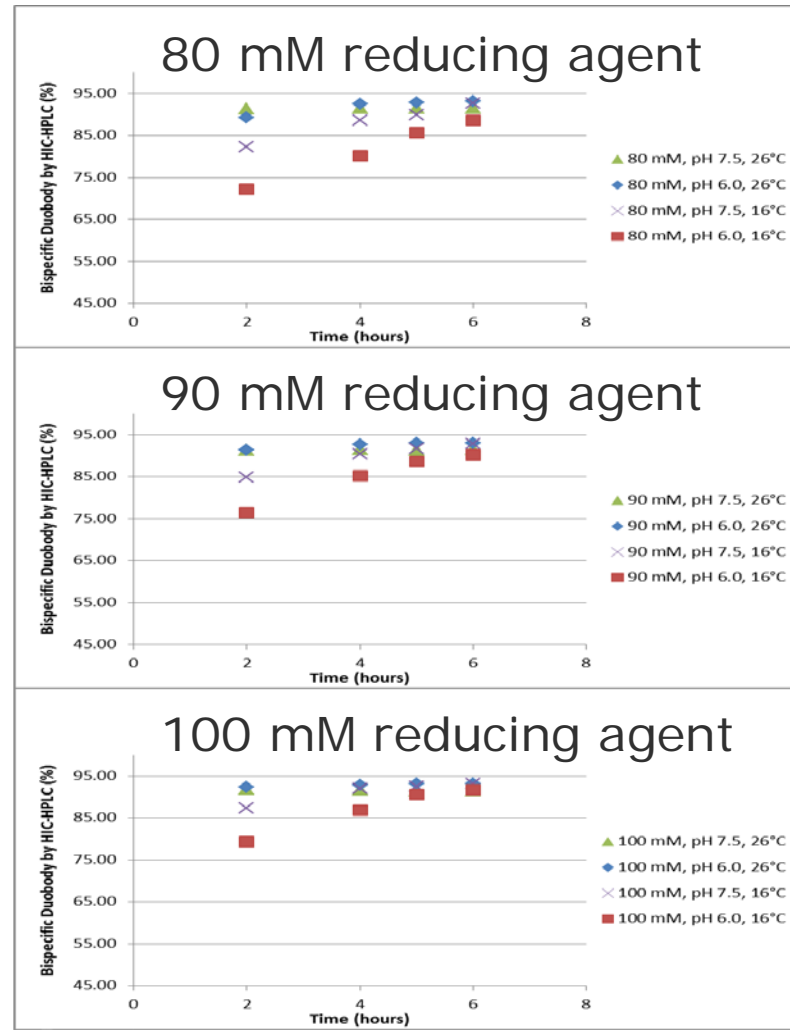 80 mM reducing agent
Bispecific Duobody by HIC-HPLC (%)
95.00
85.00
75.00
65.00
55.00
45.00
0
2
4
6
8
Time (hours)
80 mM, pH 7.5, 26°C
80 mM, pH 6.0, 26°C
80 mM, pH 7.5, 16°C
80 mM, pH 6.0, 16°C
90 mM reducing agent
Bispecific Duobody by HIC-HPLC (%)
95.00
85.00
75.00
65.00
55.00
45.00
0
2
4
6
8
Time (hours)
90 mM, pH 7.5, 26°C
90 mM, pH 6.0, 26°C
90 mM, pH 7.5, 16°C
90 mM, pH 6.0, 16°C
100 mM reducing agent
Bispecific Duobody by HIC-HPLC (%)
95.00
85.00
75.00
65.00
55.00
45.00
0
2
4
6
8
Time (hours)
100 mM, pH 7.5, 26°C
100 mM, pH 6.0, 26°C
100 mM, pH 7.5, 16°C
100 mM, pH 6.0, 16°C